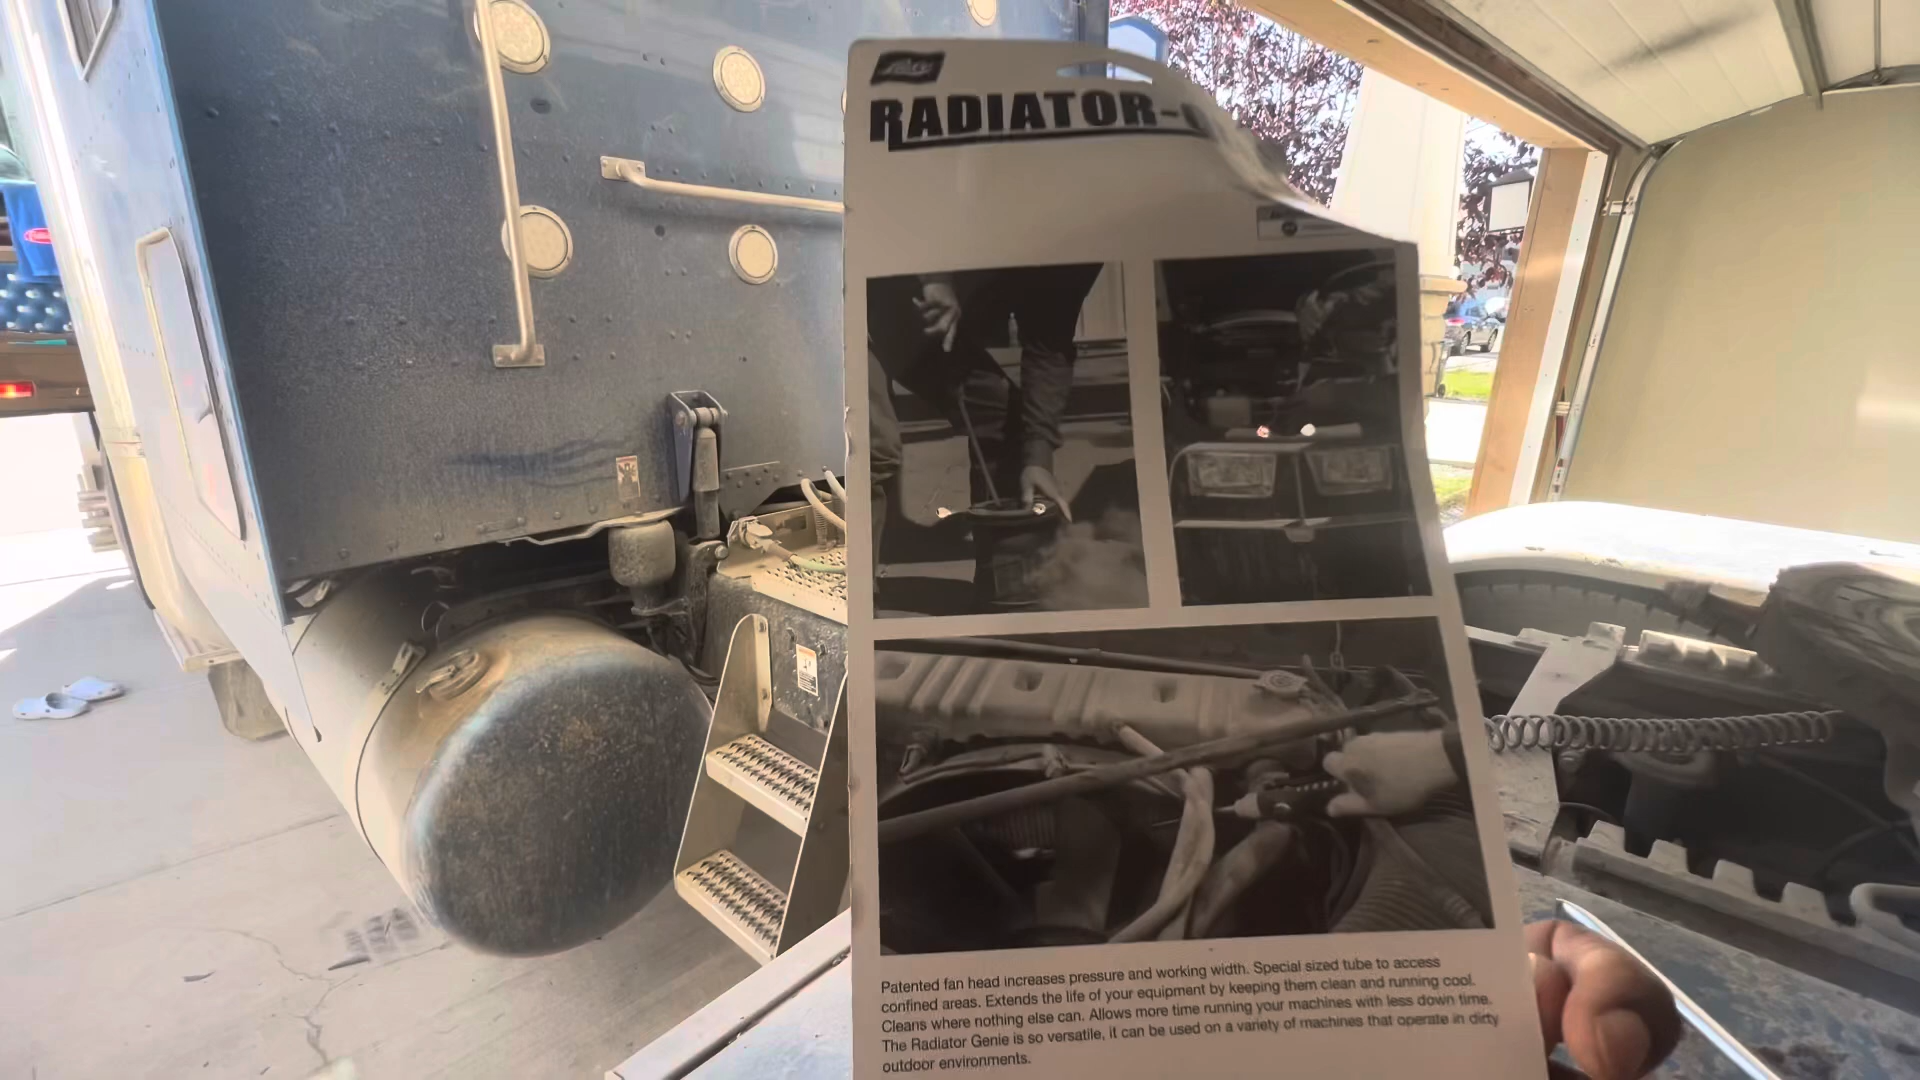 Lisle
RADIATOR-
Patented fan head increases pressure and working width. Special sized tube to access
confined areas. Extends the life of your equipment by keeping them clean and running cool.
Cleans where nothing else can. Allows more time running your machines with less down time.
The Radiator Genie is so versatile, it can be used on a variety of machines that operate in dirty
outdoor environments.